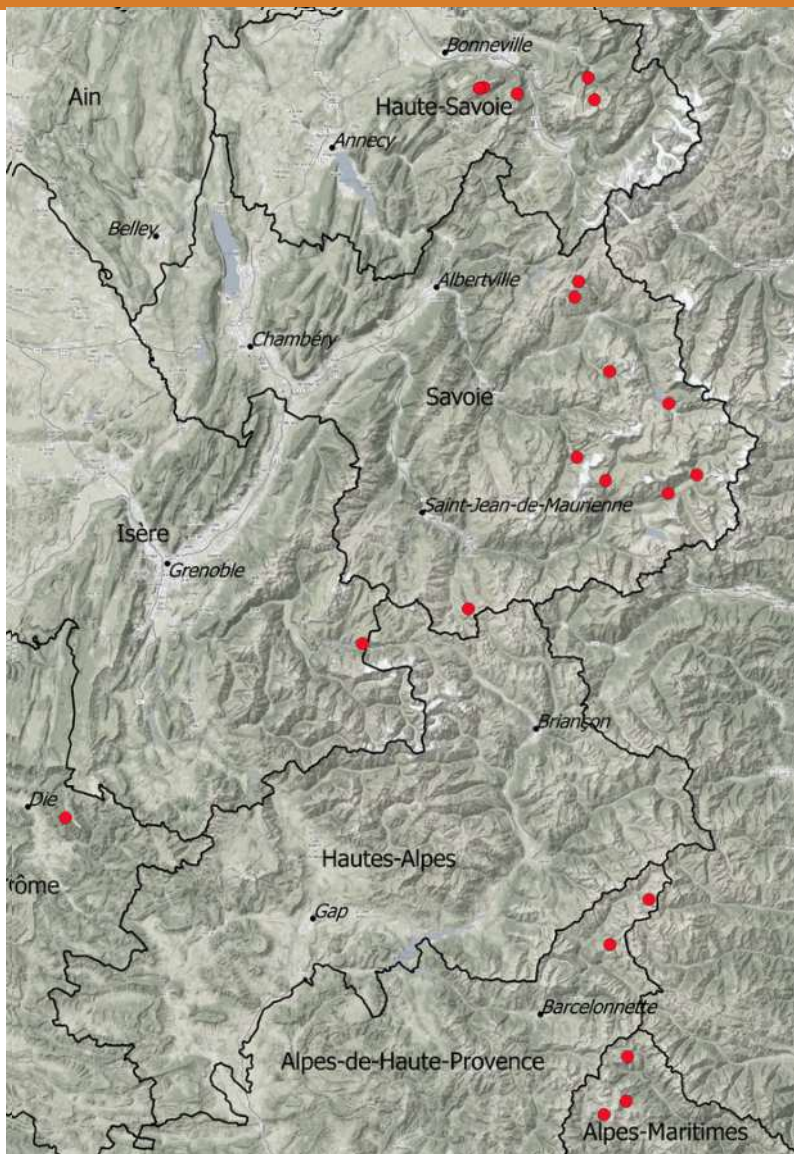 Bonneville
Ain
Haute-Savoie
Annecy
Belley
Albertville
Chambéry
Savoie
Saint-Jean-de-Maurienne
Isère
Grenoble
Briançon
Die
Hautes-Alpes
rôme
Gap
Barcelonnette
Alpes-de-Haute-Provence
Alpes-Maritimes